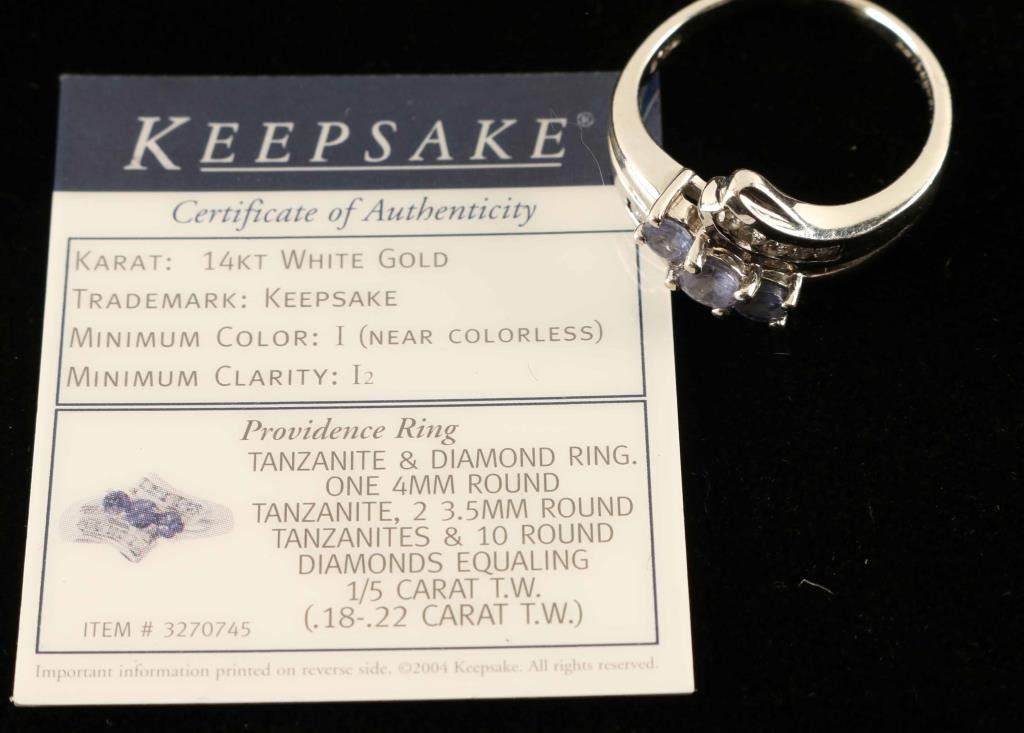 KEEPSAKE®
Certificate of Authenticity
KARAT: 14KT WHITE GOLD
TRADEMARK: KEEPSAKE
MINIMUM COLOR: I (NEAR COLORLESS)
MINIMUM CLARITY: I2
Providence Ring
TANZANITE & DIAMOND RING.
ONE 4MM ROUND
TANZANITE, 2 3.5MM ROUND
TANZANITES & 10 ROUND
DIAMONDS EQUALING
1/5 CARAT T.W.
(.18-.22 CARAT T.W.)
ITEM # 3270745
Important information printed on reverse side. ©2004 Keepsake. All rights reserved.